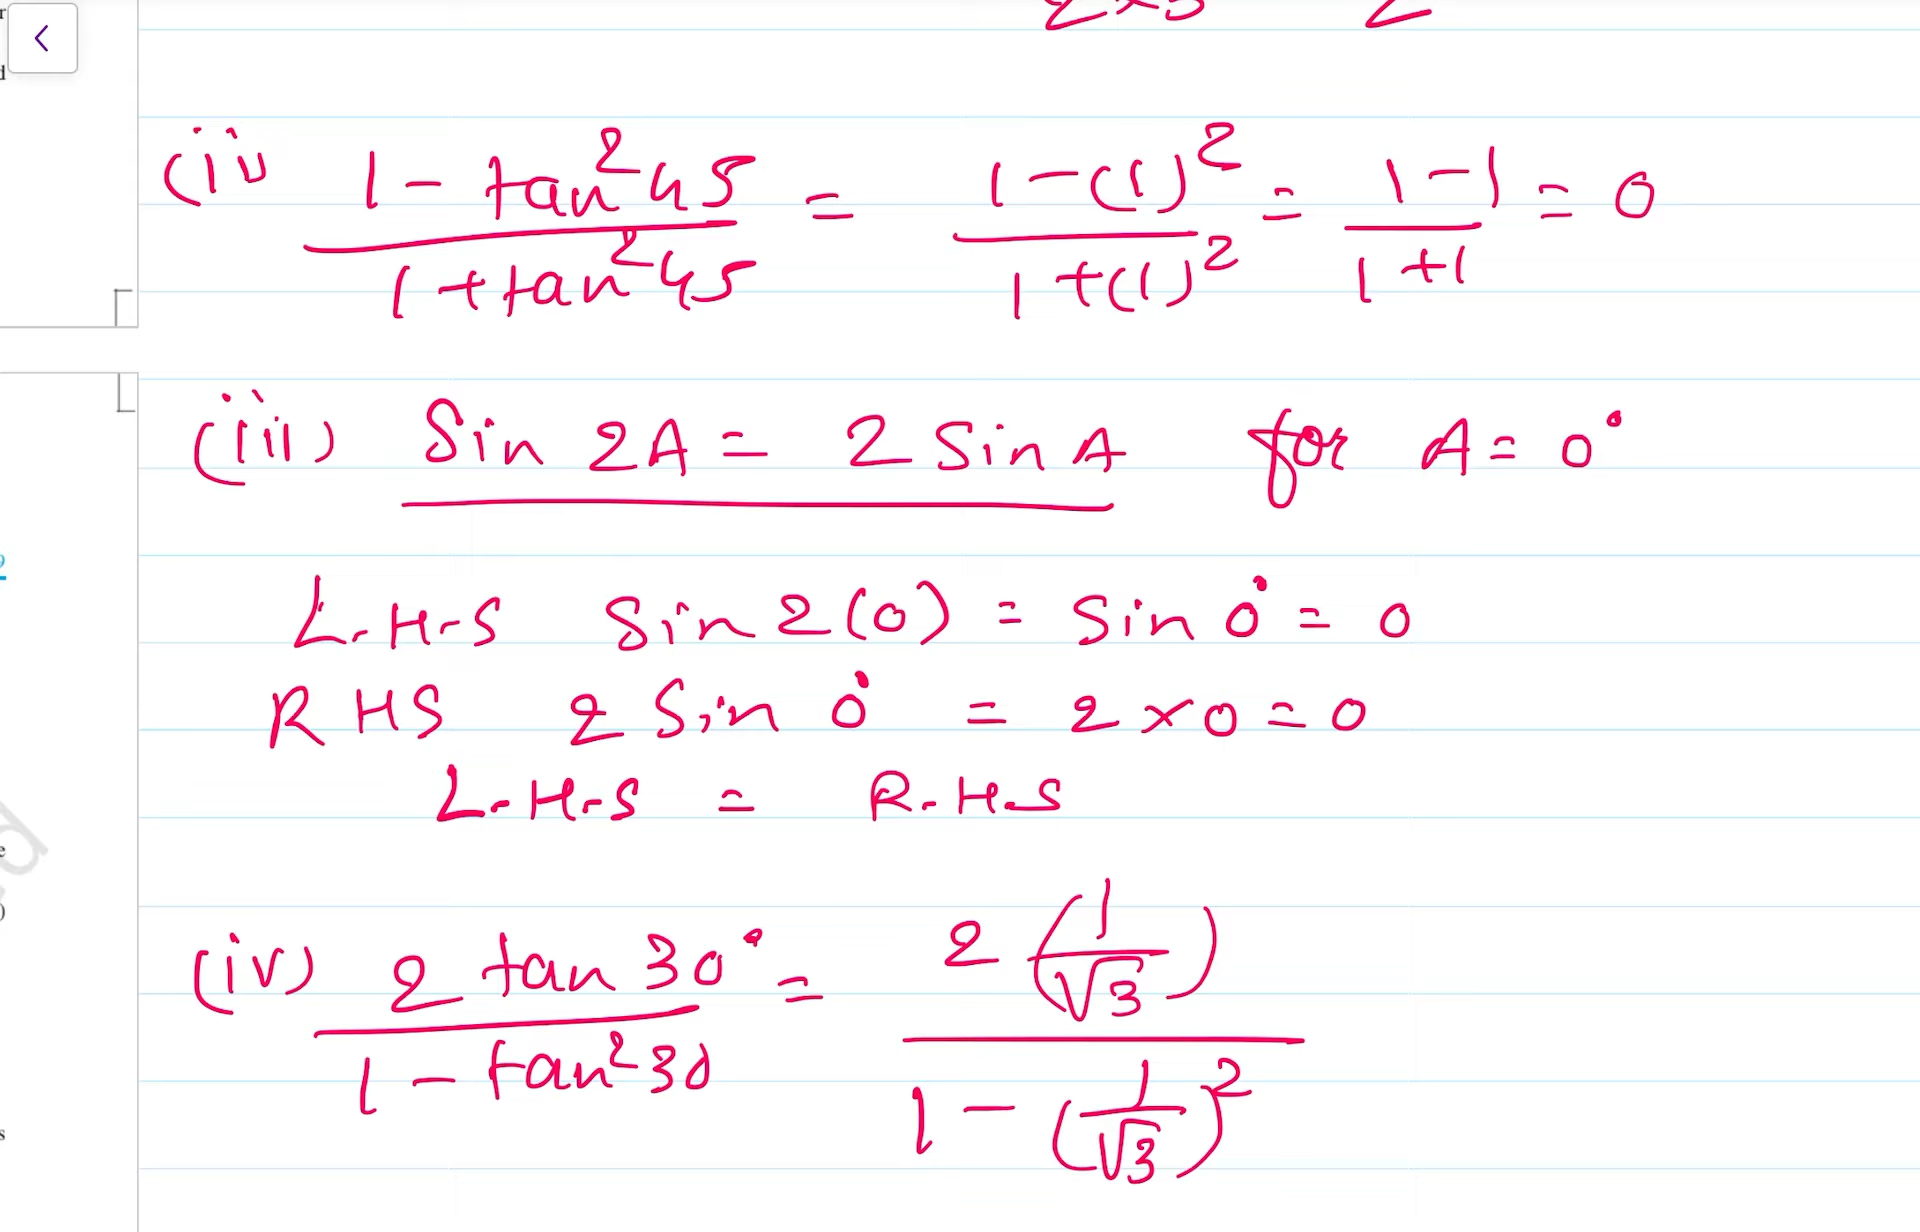 (ii 1 - tan²45 / 1 + tan²45 = 1-(1)² / 1+(1)² = 1-1 / 1+1 = 0
(iii) Sin 2A = 2 Sin A for A = 0°
L.H.S Sin 2(0) = Sin 0° = 0
RHS 2 Sin 0° = 2×0 = 0
L.H.S = R.H.S
(iv) 2 tan 30° / 1 - tan²30 = 2(1/√3) / 1 - (1/√3)²